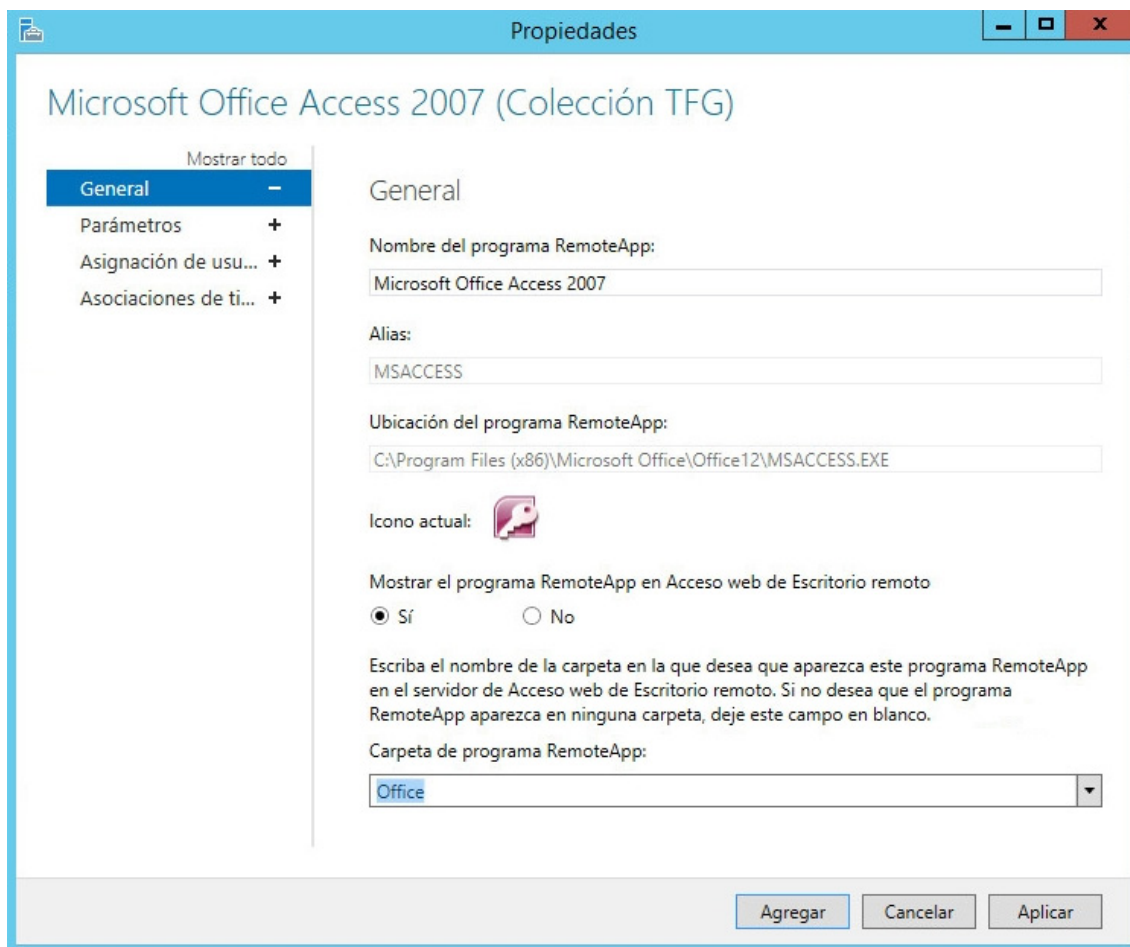 Propiedades
Microsoft Office Access 2007 (Colección TFG)
Mostrar todo
General
Parámetros
Asignación de usu...
Asociaciones de ti...
General
Nombre del programa RemoteApp:
Microsoft Office Access 2007
Alias:
MSACCESS
Ubicación del programa RemoteApp:
C:\Program Files (x86)\Microsoft Office\Office12\MSACCESS.EXE
Icono actual:
Mostrar el programa RemoteApp en Acceso web de Escritorio remoto
Sí No
Escriba el nombre de la carpeta en la que desea que aparezca este programa RemoteApp
en el servidor de Acceso web de Escritorio remoto. Si no desea que el programa
RemoteApp aparezca en ninguna carpeta, deje este campo en blanco.
Carpeta de programa RemoteApp:
Office
Agregar Cancelar Aplicar